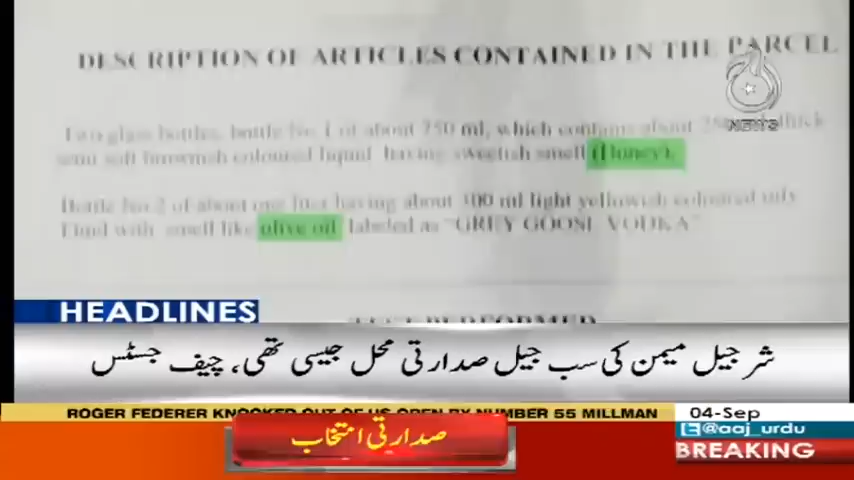 DESCRIPTION OF ARTICLES CONTAINED IN THE PARCEL
NEWS
Two glass bottles, bottle No.1 of about 750 ml, which contains about thick
semi soft brownish coloured liquid having sweetish smell (Honey).
Bottle No.2 of about one liter having about 300 ml light yellowish coloured oily
Fluid with smell like olive oil labeled as "GREY GOOSE VODKA"
HEADLINES
شرجیل میمن کی سب جیل صدارتی محل جیسی تھی، چیف جسٹس
ROGER FEDERER KNOCKED OUT OF US OPEN BY NUMBER 55 MILLMAN
04-Sep
صدارتی انتخاب
@aaj_urdu
BREAKING